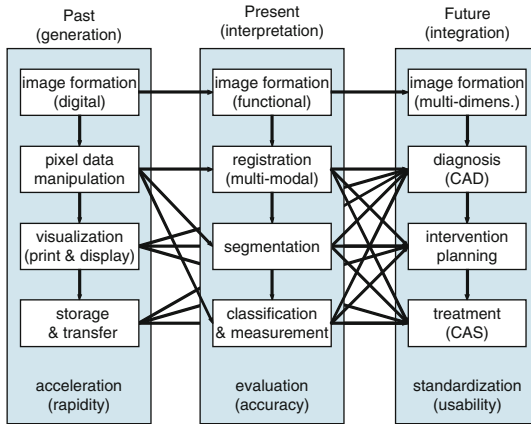 Past
(generation)
image formation
(digital)
pixel data
manipulation
visualization
(print & display)
storage
& transfer
acceleration
(rapidity)
Present
(interpretation)
image formation
(functional)
registration
(multi-modal)
segmentation
classification
& measurement
evaluation
(accuracy)
Future
(integration)
image formation
(multi-dimens.)
diagnosis
(CAD)
intervention
planning
treatment
(CAS)
standardization
(usability)